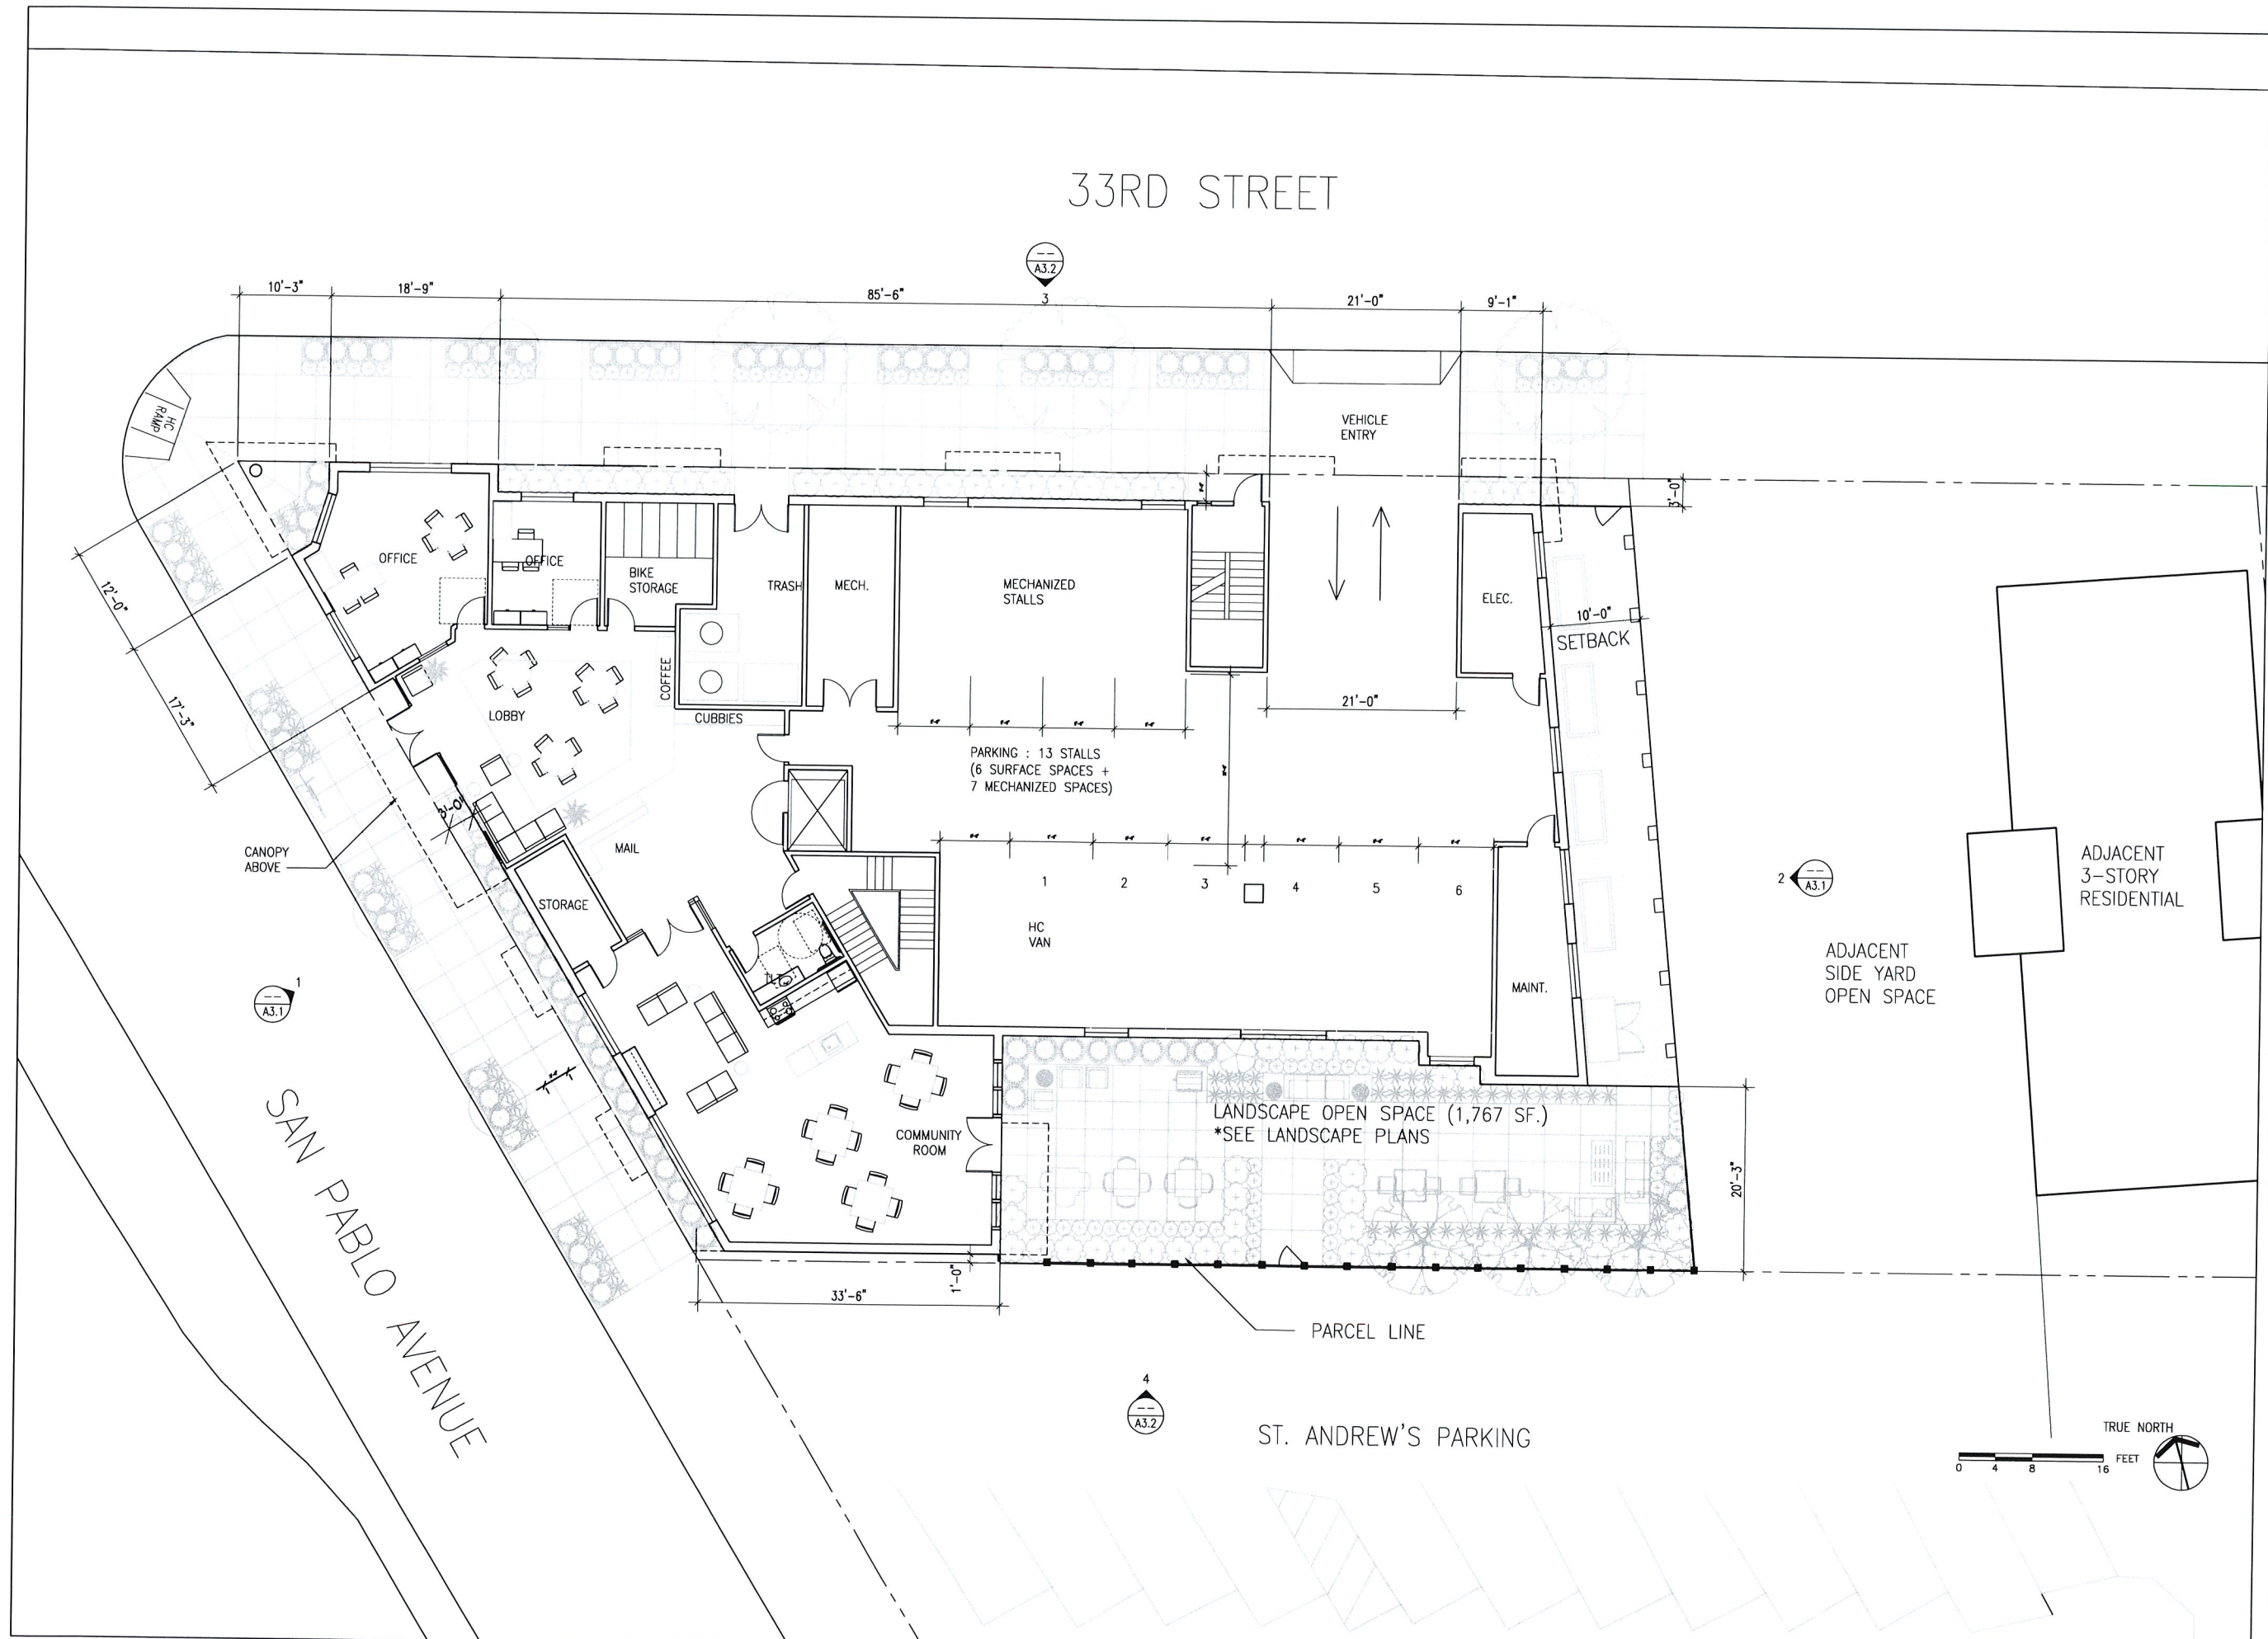 33RD STREET
A3.2
3
10'-3"
18'-9"
85'-6"
21'-0"
9'-1"
HC
RAMP
VEHICLE
ENTRY
3'-0"
12'-0"
17'-3"
OFFICE
OFFICE
BIKE
STORAGE
TRASH
MECH.
MECHANIZED
STALLS
ELEC.
10'-0"
SETBACK
COFFEE
LOBBY
CUBBIES
21'-0"
PARKING : 13 STALLS
(6 SURFACE SPACES +
7 MECHANIZED SPACES)
3'-0"
CANOPY
ABOVE
MAIL
STORAGE
1
2
3
4
5
6
HC
VAN
2
A3.1
ADJACENT
3-STORY
RESIDENTIAL
ADJACENT
SIDE YARD
OPEN SPACE
1
A3.1
MAINT.
LANDSCAPE OPEN SPACE (1,767 SF.)
*SEE LANDSCAPE PLANS
COMMUNITY
ROOM
20'-3"
SAN PABLO AVENUE
1'-0"
33'-6"
PARCEL LINE
4
A3.2
ST. ANDREW'S PARKING
TRUE NORTH
0 4 8 16 FEET